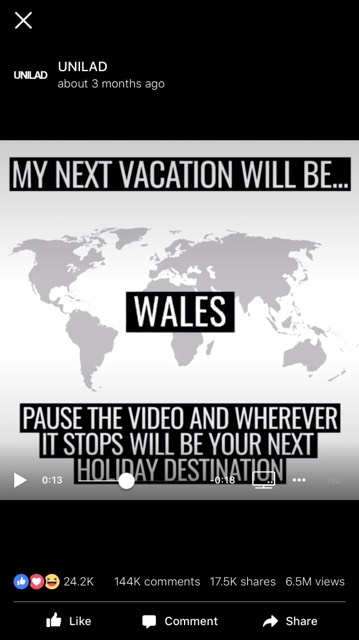 UNILAD
UNILAD
about 3 months ago
MY NEXT VACATION WILL BE...
WALES
PAUSE THE VIDEO AND WHEREVER
IT STOPS WILL BE YOUR NEXT
HOLIDAY DESTINATION
0:13 -0:18 HD
24.2K 144K comments 17.5K shares 6.5M views
Like Comment Share